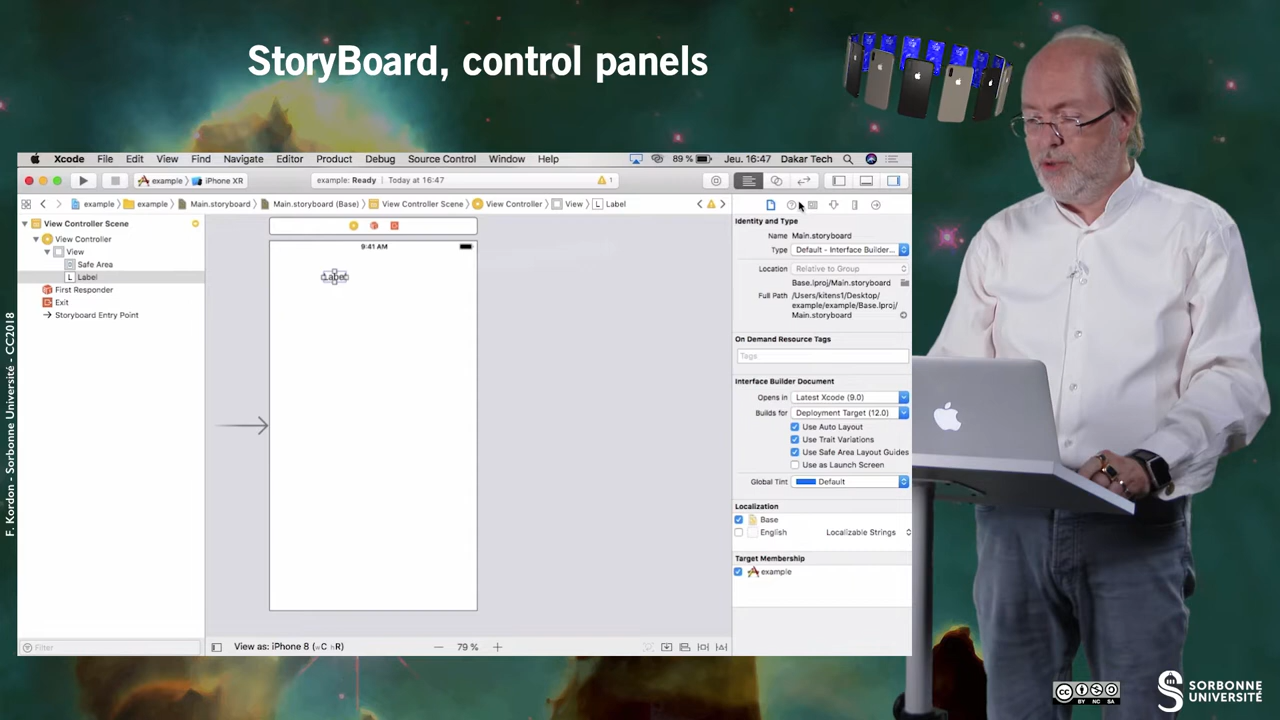 StoryBoard, control panels
Xcode File Edit View Find Navigate Editor Product Debug Source Control Window Help 89 % Jeu. 16:47 Dakar Tech
example iPhone XR example: Ready Today at 16:47 1
example example Main.storyboard Main.storyboard (Base) View Controller Scene View Controller View L Label
View Controller Scene
View Controller
View
Safe Area
L Label
First Responder
Exit
Storyboard Entry Point
Filter
9:41 AM
Label
View as: iPhone 8 (wC hR)
79 %
Identity and Type
Name Main.storyboard
Type Default - Interface Builder...
Location Relative to Group
Base.lproj/Main.storyboard
Full Path /Users/kitens1/Desktop/
example/example/Base.lproj/
Main.storyboard
On Demand Resource Tags
Tags
Interface Builder Document
Opens in Latest Xcode (9.0)
Builds for Deployment Target (12.0)
Use Auto Layout
Use Trait Variations
Use Safe Area Layout Guides
Use as Launch Screen
Global Tint Default
Localization
Base
English Localizable Strings
Target Membership
example
F. Kordon - Sorbonne Université - CC2018
cc BY NC SA
SORBONNE
UNIVERSITÉ